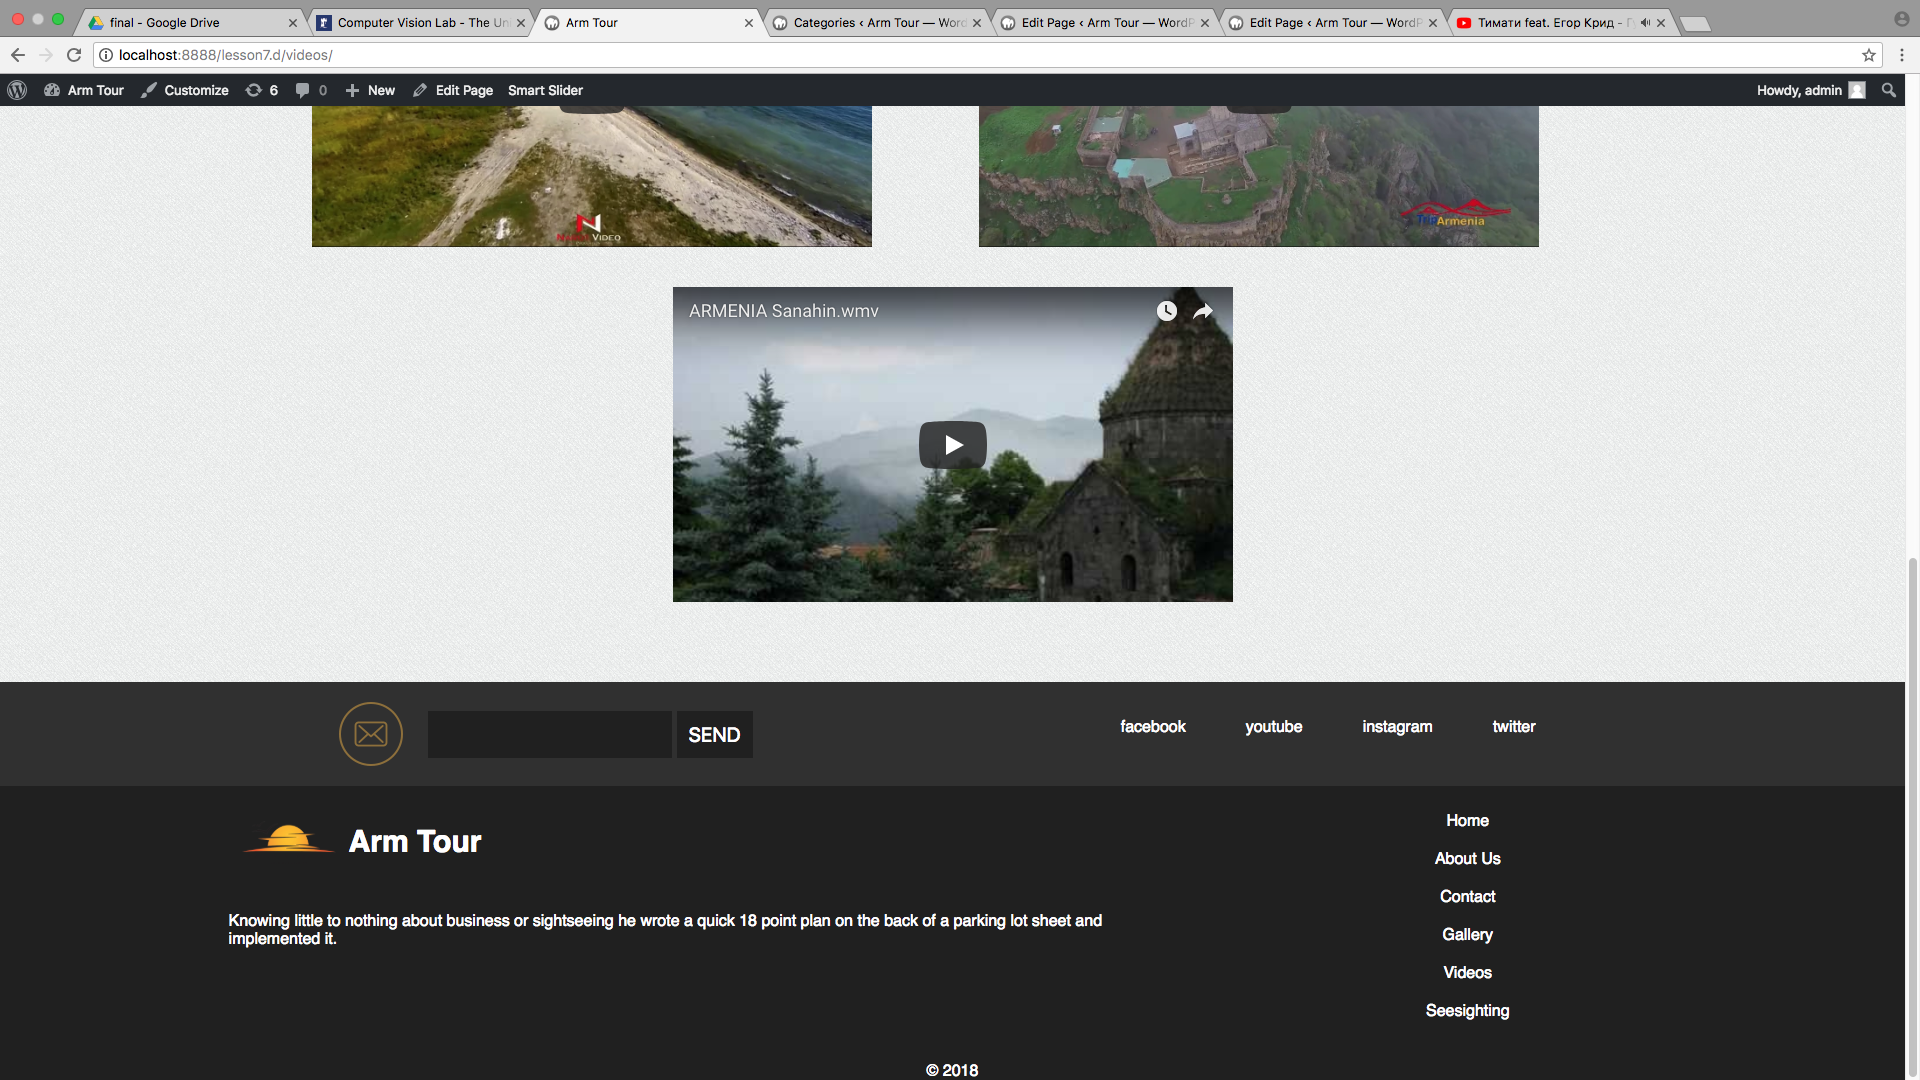 final - Google Drive
Computer Vision Lab - The Un
Arm Tour
Categories ‹ Arm Tour — Word
Edit Page ‹ Arm Tour — WordP
Edit Page ‹ Arm Tour — WordP
Тимати feat. Егор Крид - Г
localhost:8888/lesson7.d/videos/
Arm Tour
Customize
6
0
New
Edit Page
Smart Slider
Howdy, admin
N
VIDEO
Armenia
ARMENIA Sanahin.wmv
SEND
facebook
youtube
instagram
twitter
Arm Tour
Knowing little to nothing about business or sightseeing he wrote a quick 18 point plan on the back of a parking lot sheet and
implemented it.
Home
About Us
Contact
Gallery
Videos
Seesighting
© 2018